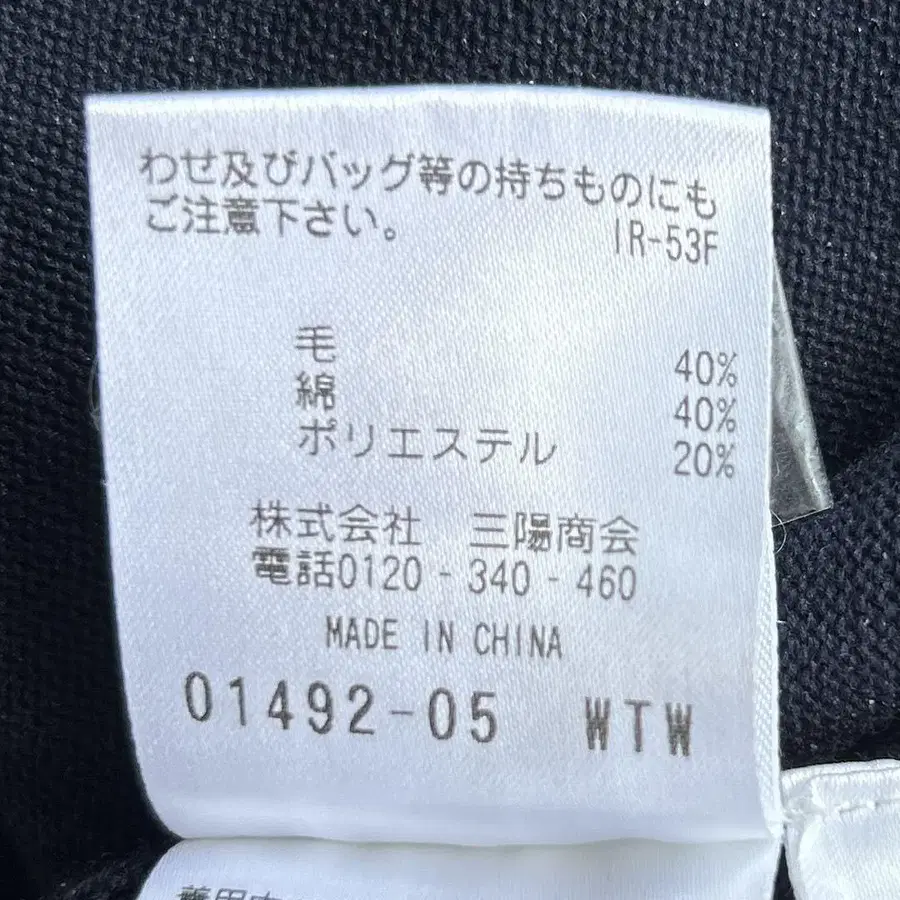 わせ及びバッグ等の持ちものにも
ご注意下さい。 IR-53F
毛 40%
綿 40%
ポリエステル 20%
株式会社 三陽商会
電話0120-340-460
MADE IN CHINA
01492-05 WTW